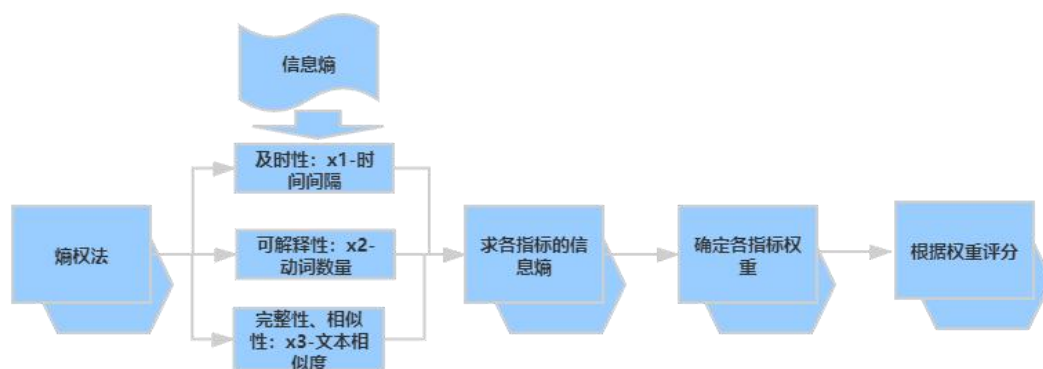 信息熵
及时性：x1-时
间间隔
熵权法
可解释性：x2-
动词数量
完整性、相似
性：x3-文本相
似度
求各指标的信
息熵
确定各指标权
重
根据权重评分